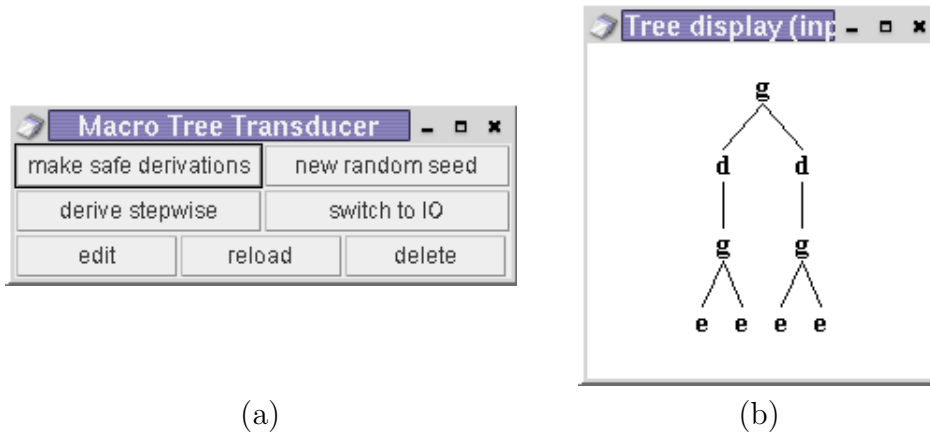 Macro Tree Transducer
make safe derivations new random seed
derive stepwise switch to IO
edit reload delete
(a)
Tree display (inp
g
d d
g g
e e e e
(b)